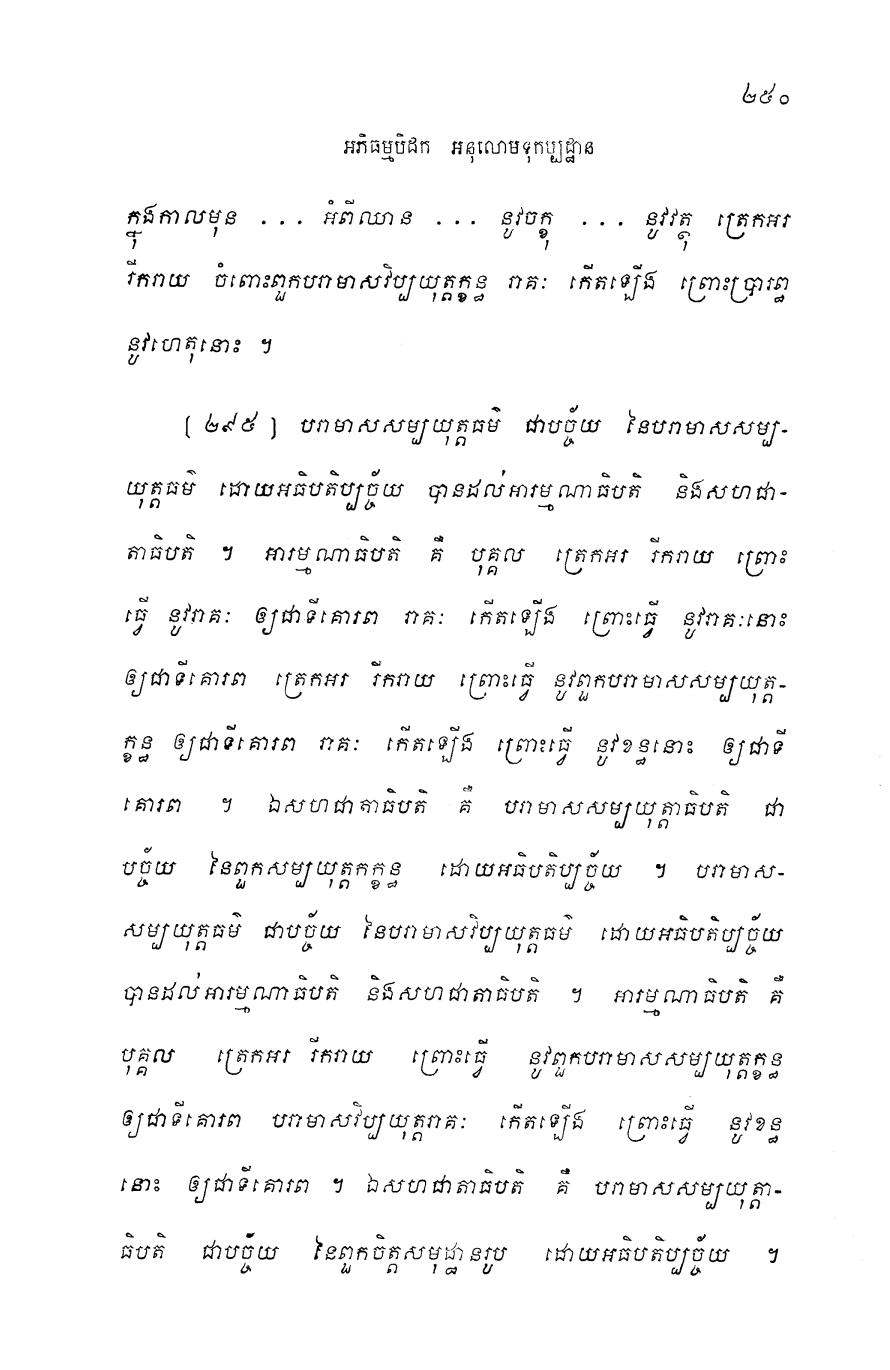 ២៥០
អភិធម្មបិដក អនុលោមទុកប្បដ្ឋាន
ក្នុងកាលមុន ... អំពីឈាន ... នូវចក្ខុ ... នូវវត្ថុ ត្រេកអរ
រីករាយ ចំពោះពួកបរាមាសវិប្បយុត្តក្ខន្ធ រាគៈ កើតឡើង ព្រោះប្រារព្ធ
នូវហេតុនោះ ។
[ ២៩៥ ] បរាមាសសម្បយុត្តធម៌ ជាបច្ច័យ នៃបរាមាសសម្ប-
យុត្តធម៌ ដោយអធិបតិប្បច្ច័យ បានដល់អារម្មណាធិបតិ និងសហជា-
តាធិបតិ ។ អារម្មណាធិបតិ គឺ បុគ្គល ត្រេកអរ រីករាយ ព្រោះ
ធ្វើ នូវរាគៈ ឲ្យជាទីគោរព រាគៈ កើតឡើង ព្រោះធ្វើ នូវរាគៈនោះ
ឲ្យជាទីគោរព ត្រេកអរ រីករាយ ព្រោះធ្វើ នូវពួកបរាមាសសម្បយុត្ត-
ក្ខន្ធ ឲ្យជាទីគោរព រាគៈ កើតឡើង ព្រោះធ្វើ នូវខន្ធនោះ ឲ្យជាទី
គោរព ។ ឯសហជាតាធិបតិ គឺ បរាមាសសម្បយុត្តាធិបតិ ជា
បច្ច័យ នៃពួកសម្បយុត្តកក្ខន្ធ ដោយអធិបតិប្បច្ច័យ ។ បរាមាស-
សម្បយុត្តធម៌ ជាបច្ច័យ នៃបរាមាសវិប្បយុត្តធម៌ ដោយអធិបតិប្បច្ច័យ
បានដល់អារម្មណាធិបតិ និងសហជាតាធិបតិ ។ អារម្មណាធិបតិ គឺ
បុគ្គល ត្រេកអរ រីករាយ ព្រោះធ្វើ នូវពួកបរាមាសសម្បយុត្តក្ខន្ធ
ឲ្យជាទីគោរព បរាមាសវិប្បយុត្តរាគៈ កើតឡើង ព្រោះធ្វើ នូវខន្ធ
នោះ ឲ្យជាទីគោរព ។ ឯសហជាតាធិបតិ គឺ បរាមាសសម្បយុត្តា-
ធិបតិ ជាបច្ច័យ នៃពួកចិត្តសមុដ្ឋានរូប ដោយអធិបតិប្បច្ច័យ ។